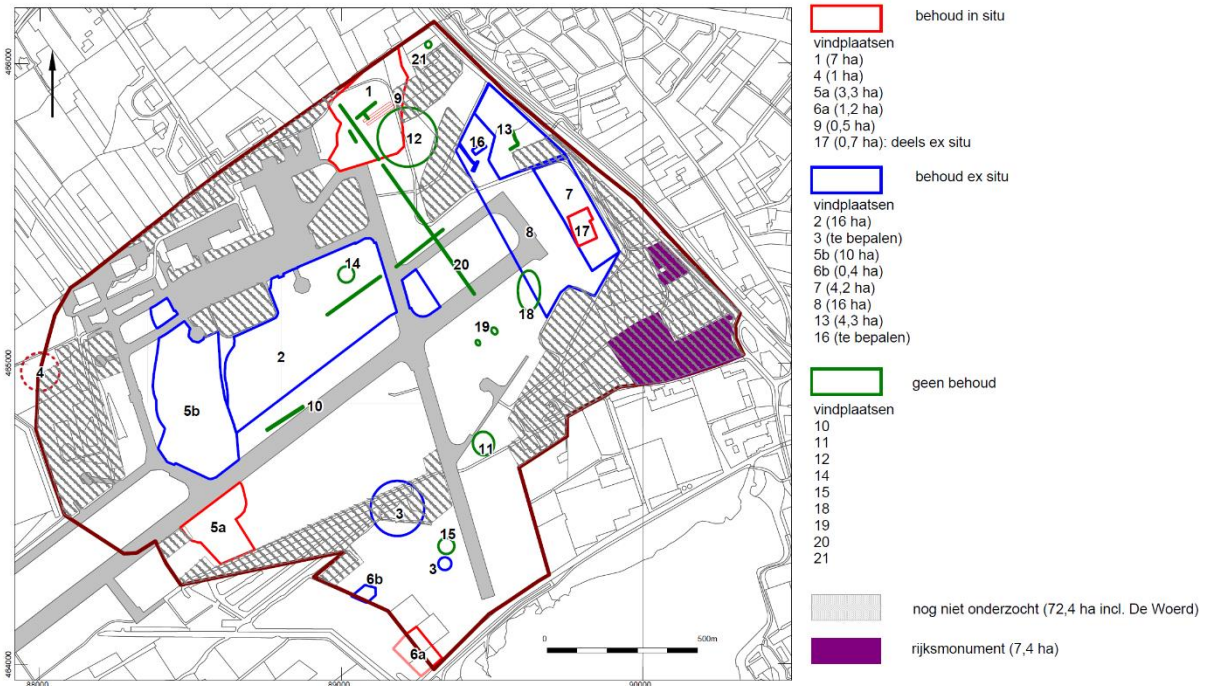 466000
465000
464000
88000
89000
90000
21
1
9
12
13
16
7
17
8
14
20
18
19
2
4
5b
10
11
3
5a
15
3
6b
6a
0
500m
behoud in situ
vindplaatsen
1 (7 ha)
4 (1 ha)
5a (3,3 ha)
6a (1,2 ha)
9 (0,5 ha)
17 (0,7 ha): deels ex situ
behoud ex situ
vindplaatsen
2 (16 ha)
3 (te bepalen)
5b (10 ha)
6b (0,4 ha)
7 (4,2 ha)
8 (16 ha)
13 (4,3 ha)
16 (te bepalen)
geen behoud
vindplaatsen
10
11
12
14
15
18
19
20
21
nog niet onderzocht (72,4 ha incl. De Woerd)
rijksmonument (7,4 ha)